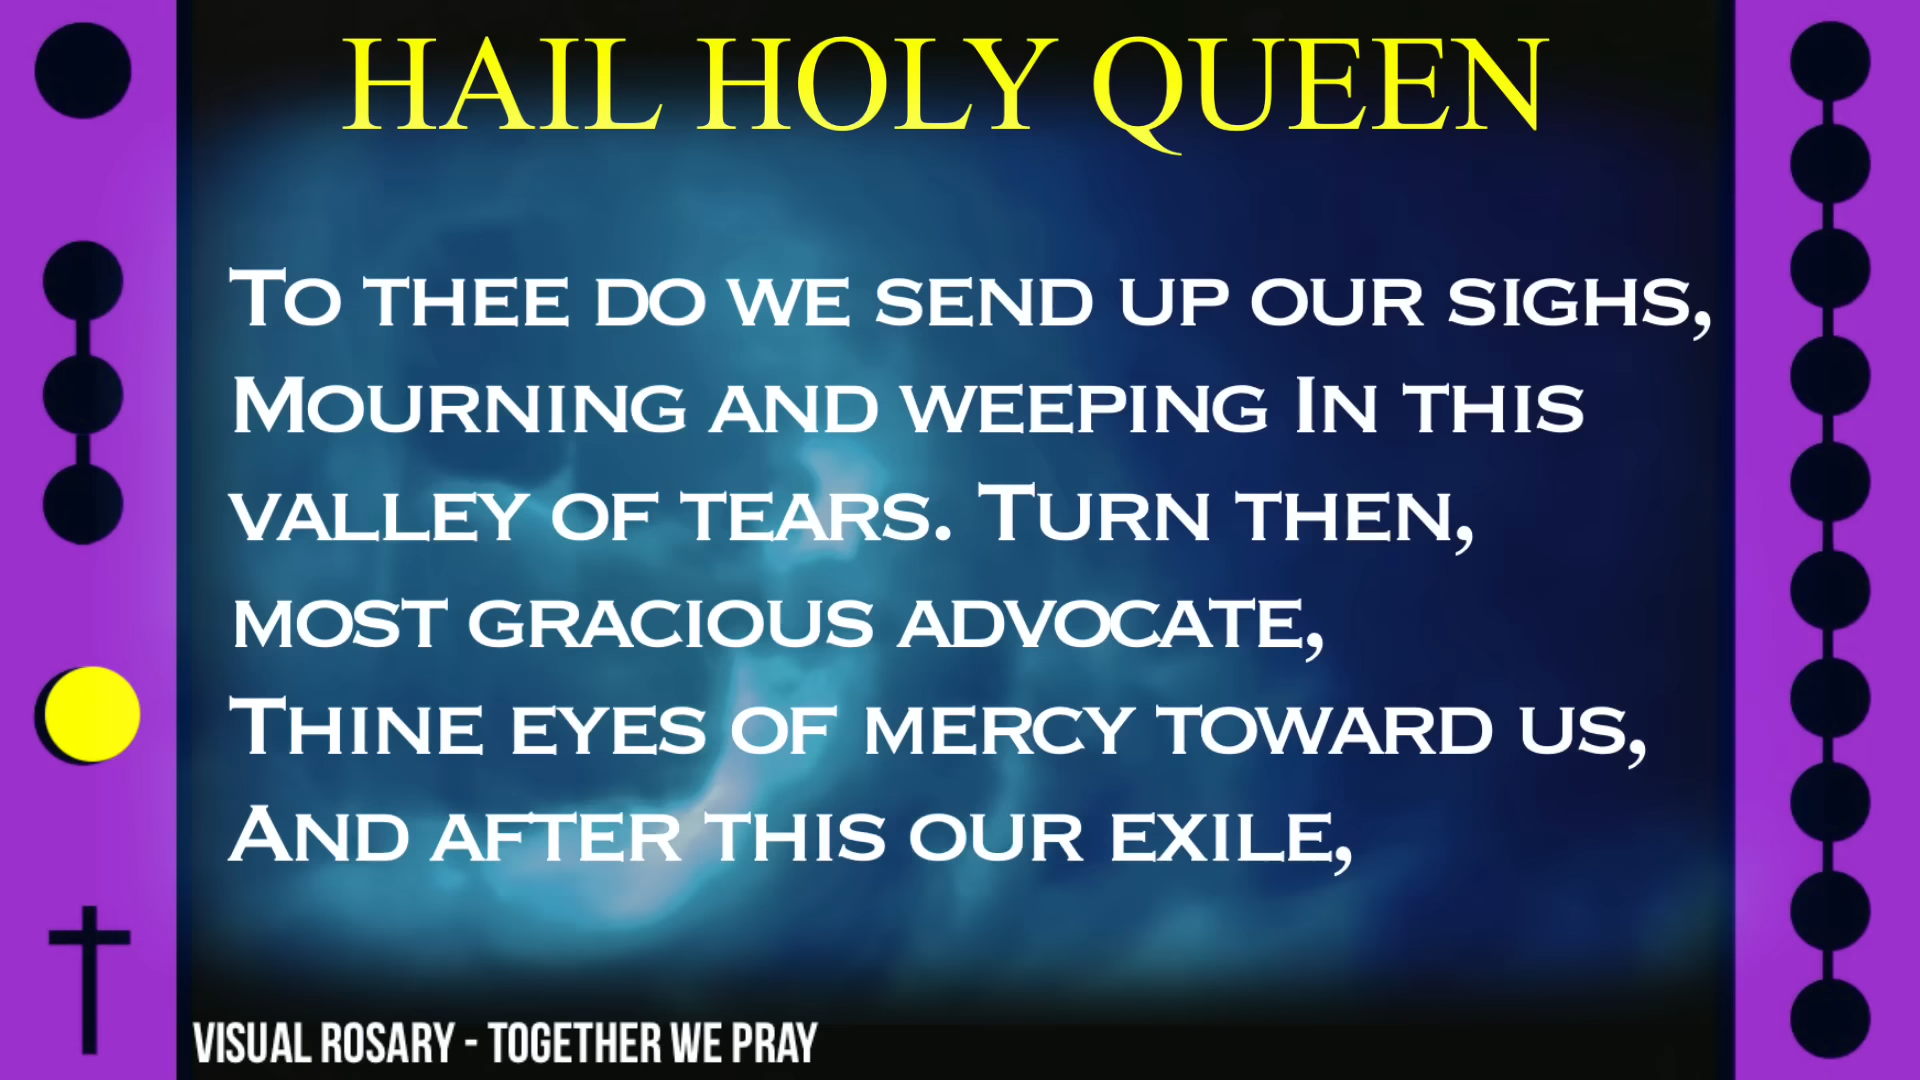 HAIL HOLY QUEEN
To thee do we send up our sighs,
Mourning and weeping In this
valley of tears. Turn then,
most gracious advocate,
Thine eyes of mercy toward us,
And after this our exile,
VISUAL ROSARY - TOGETHER WE PRAY